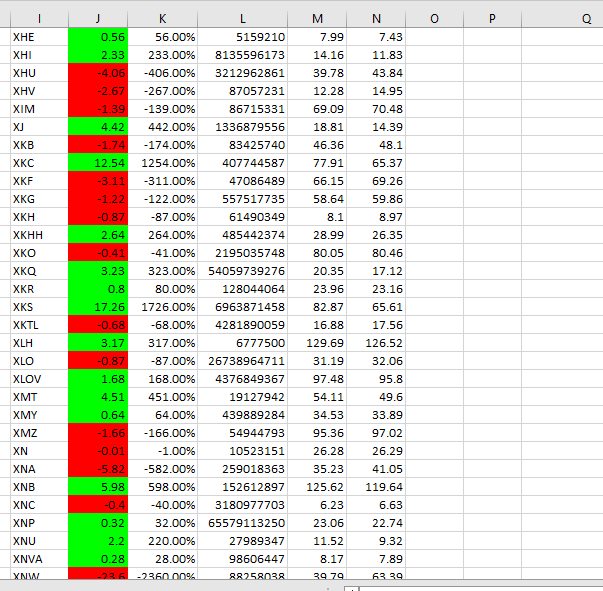 I J K L M N O P Q
XHE 0.56 56.00% 5159210 7.99 7.43
XHI 2.33 233.00% 8135596173 14.16 11.83
XHU -4.06 -406.00% 3212962861 39.78 43.84
XHV -2.67 -267.00% 87057231 12.28 14.95
XIM -1.39 -139.00% 86715331 69.09 70.48
XJ 4.42 442.00% 1336879556 18.81 14.39
XKB -1.74 -174.00% 83425740 46.36 48.1
XKC 12.54 1254.00% 407744587 77.91 65.37
XKF -3.11 -311.00% 47086489 66.15 69.26
XKG -1.22 -122.00% 557517735 58.64 59.86
XKH -0.87 -87.00% 61490349 8.1 8.97
XKHH 2.64 264.00% 485442374 28.99 26.35
XKO -0.41 -41.00% 2195035748 80.05 80.46
XKQ 3.23 323.00% 54059739276 20.35 17.12
XKR 0.8 80.00% 128044064 23.96 23.16
XKS 17.26 1726.00% 6963871458 82.87 65.61
XKTL -0.68 -68.00% 4281890059 16.88 17.56
XLH 3.17 317.00% 6777500 129.69 126.52
XLO -0.87 -87.00% 26738964711 31.19 32.06
XLOV 1.68 168.00% 4376849367 97.48 95.8
XMT 4.51 451.00% 19127942 54.11 49.6
XMY 0.64 64.00% 439889284 34.53 33.89
XMZ -1.66 -166.00% 54944793 95.36 97.02
XN -0.01 -1.00% 10523151 26.28 26.29
XNA -5.82 -582.00% 259018363 35.23 41.05
XNB 5.98 598.00% 152612897 125.62 119.64
XNC -0.4 -40.00% 3180977703 6.23 6.63
XNP 0.32 32.00% 65579113250 23.06 22.74
XNU 2.2 220.00% 27989347 11.52 9.32
XNVA 0.28 28.00% 98606447 8.17 7.89
XNW -23.6 -2360.00% 88258038 39.79 63.39